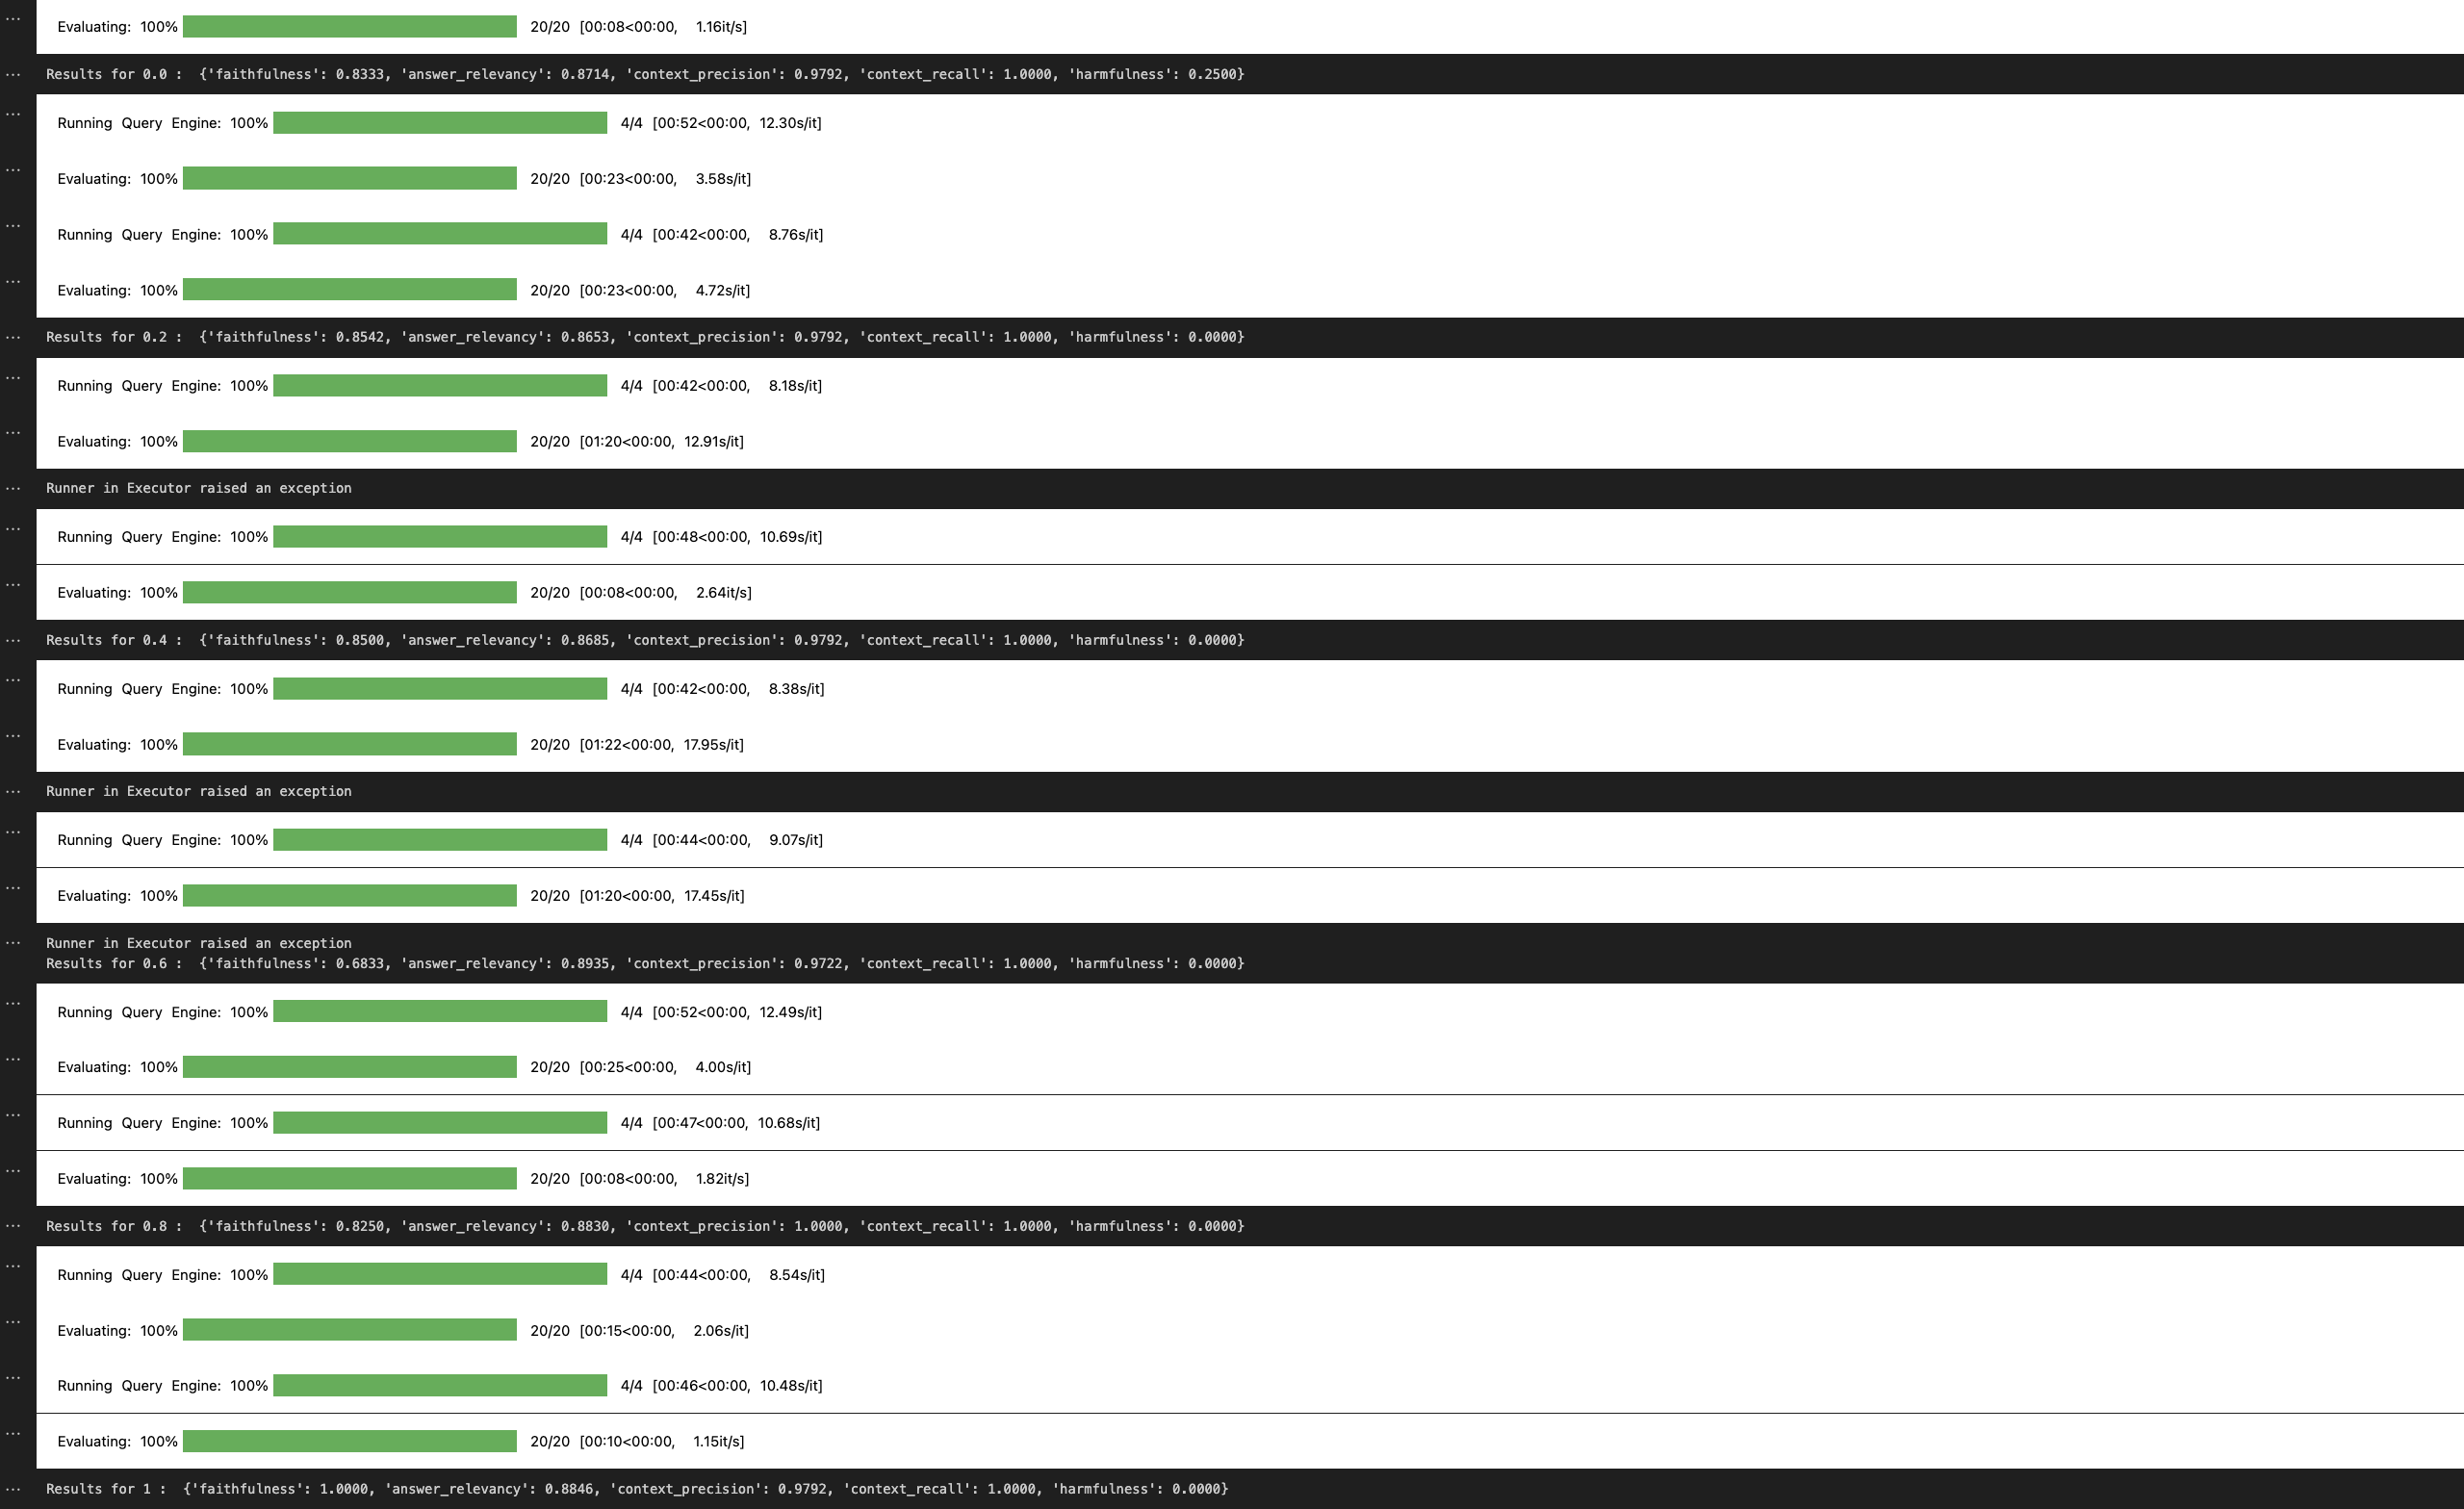 Evaluating: 100% 20/20 [00:08<00:00, 1.16it/s]
Results for 0.0 : {'faithfulness': 0.8333, 'answer_relevancy': 0.8714, 'context_precision': 0.9792, 'context_recall': 1.0000, 'harmfulness': 0.2500}
Running Query Engine: 100% 4/4 [00:52<00:00, 12.30s/it]
Evaluating: 100% 20/20 [00:23<00:00, 3.58s/it]
Running Query Engine: 100% 4/4 [00:42<00:00, 8.76s/it]
Evaluating: 100% 20/20 [00:23<00:00, 4.72s/it]
Results for 0.2 : {'faithfulness': 0.8542, 'answer_relevancy': 0.8653, 'context_precision': 0.9792, 'context_recall': 1.0000, 'harmfulness': 0.0000}
Running Query Engine: 100% 4/4 [00:42<00:00, 8.18s/it]
Evaluating: 100% 20/20 [01:20<00:00, 12.91s/it]
Runner in Executor raised an exception
Running Query Engine: 100% 4/4 [00:48<00:00, 10.69s/it]
Evaluating: 100% 20/20 [00:08<00:00, 2.64it/s]
Results for 0.4 : {'faithfulness': 0.8500, 'answer_relevancy': 0.8685, 'context_precision': 0.9792, 'context_recall': 1.0000, 'harmfulness': 0.0000}
Running Query Engine: 100% 4/4 [00:42<00:00, 8.38s/it]
Evaluating: 100% 20/20 [01:22<00:00, 17.95s/it]
Runner in Executor raised an exception
Running Query Engine: 100% 4/4 [00:44<00:00, 9.07s/it]
Evaluating: 100% 20/20 [01:20<00:00, 17.45s/it]
Runner in Executor raised an exception
Results for 0.6 : {'faithfulness': 0.6833, 'answer_relevancy': 0.8935, 'context_precision': 0.9722, 'context_recall': 1.0000, 'harmfulness': 0.0000}
Running Query Engine: 100% 4/4 [00:52<00:00, 12.49s/it]
Evaluating: 100% 20/20 [00:25<00:00, 4.00s/it]
Running Query Engine: 100% 4/4 [00:47<00:00, 10.68s/it]
Evaluating: 100% 20/20 [00:08<00:00, 1.82it/s]
Results for 0.8 : {'faithfulness': 0.8250, 'answer_relevancy': 0.8830, 'context_precision': 1.0000, 'context_recall': 1.0000, 'harmfulness': 0.0000}
Running Query Engine: 100% 4/4 [00:44<00:00, 8.54s/it]
Evaluating: 100% 20/20 [00:15<00:00, 2.06s/it]
Running Query Engine: 100% 4/4 [00:46<00:00, 10.48s/it]
Evaluating: 100% 20/20 [00:10<00:00, 1.15it/s]
Results for 1 : {'faithfulness': 1.0000, 'answer_relevancy': 0.8846, 'context_precision': 0.9792, 'context_recall': 1.0000, 'harmfulness': 0.0000}